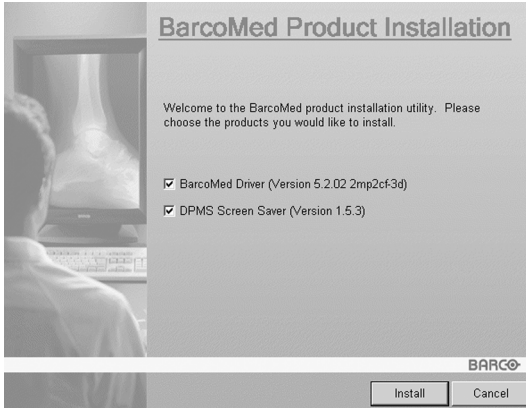 BarcoMed Product Installation
Welcome to the BarcoMed product installation utility. Please
choose the products you would like to install.
BarcoMed Driver (Version 5.2.02 2mp2cf-3d)
DPMS Screen Saver (Version 1.5.3)
BARCO
Install
Cancel